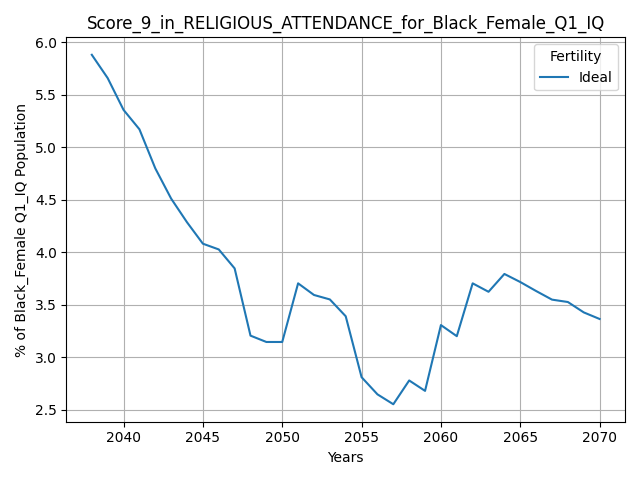 Score_9_in_RELIGIOUS_ATTENDANCE_for_Black_Female_Q1_IQ
6.0
5.5
5.0
4.5
4.0
3.5
3.0
2.5
% of Black_Female Q1_IQ Population
Fertility
Ideal
2040 2045 2050 2055 2060 2065 2070
Years